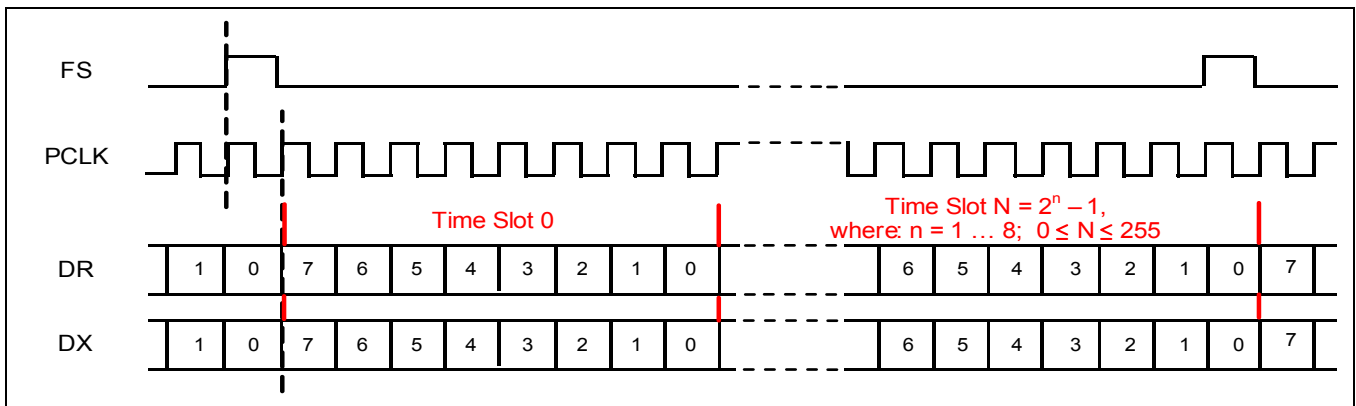 FS
PCLK
Time Slot 0
Time Slot N = 2ⁿ – 1,
where: n = 1 ... 8; 0 ≤ N ≤ 255
DR 1 0 7 6 5 4 3 2 1 0 6 5 4 3 2 1 0 7
DX 1 0 7 6 5 4 3 2 1 0 6 5 4 3 2 1 0 7